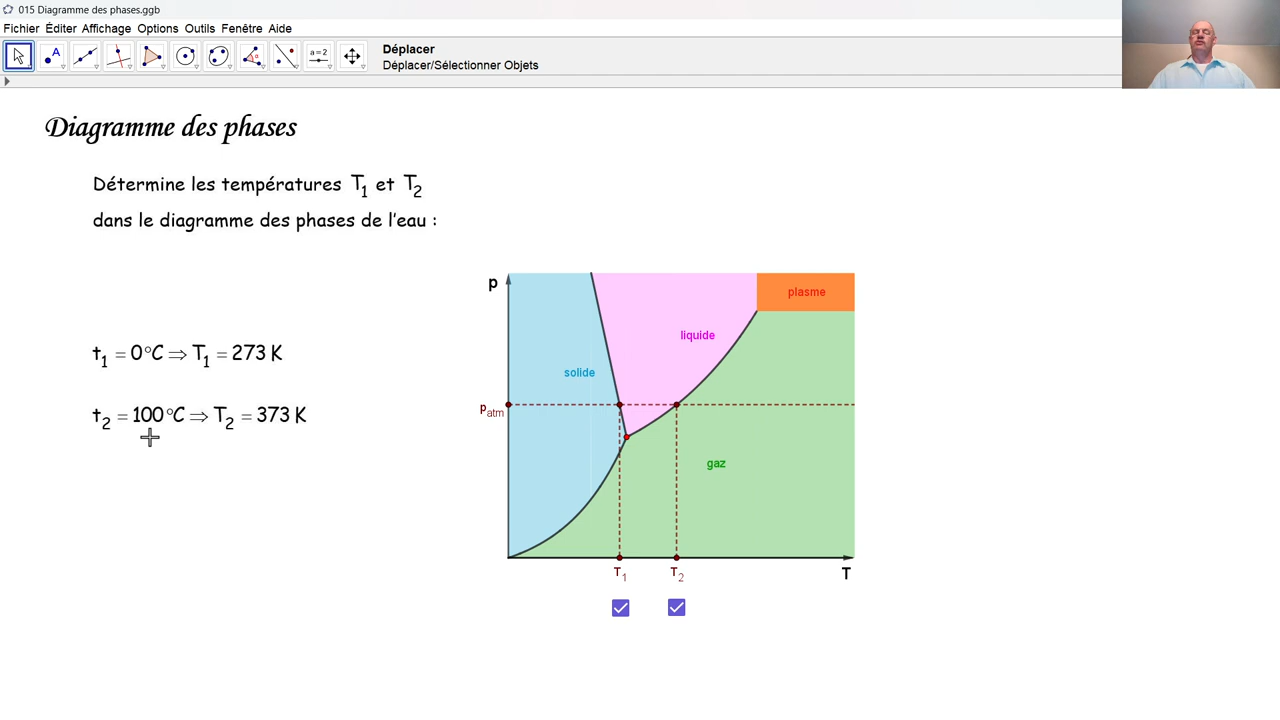 015 Diagramme des phases.ggb
Fichier Éditer Affichage Options Outils Fenêtre Aide
A
a=2
Déplacer
Déplacer/Sélectionner Objets
Diagramme des phases
Détermine les températures T₁ et T₂
dans le diagramme des phases de l'eau :
p
plasme
liquide
t₁ = 0°C ⇒ T₁ = 273 K
solide
p atm
t₂ = 100°C ⇒ T₂ = 373 K
gaz
T₁ T₂ T